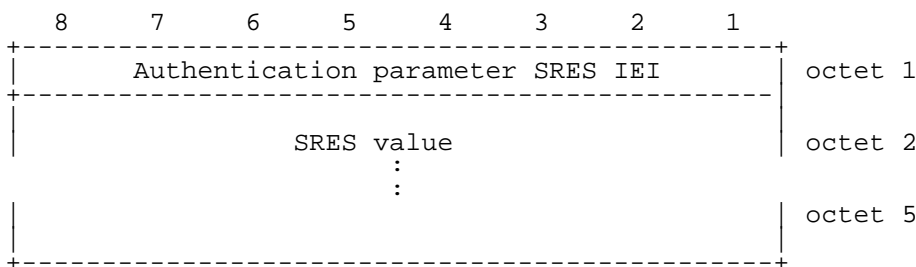 8 7 6 5 4 3 2 1
Authentication parameter SRES IEI octet 1
SRES value octet 2
:
:
octet 5